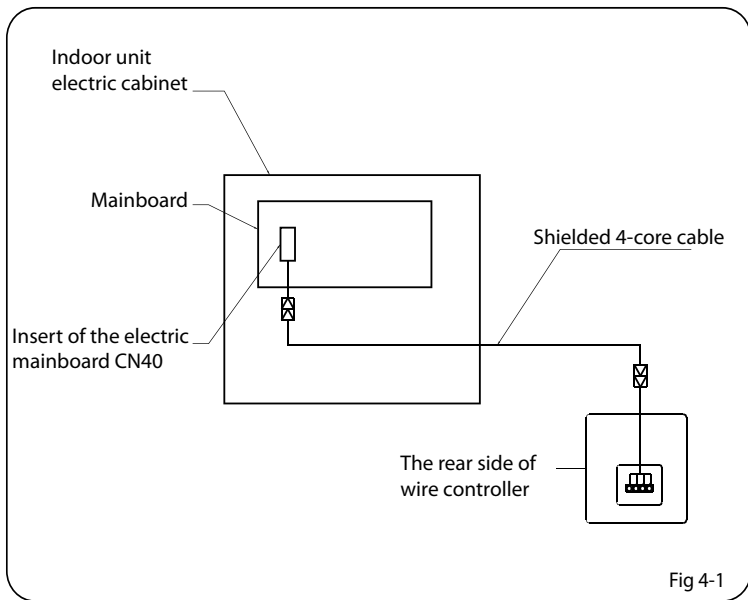 Indoor unit
electric cabinet
Mainboard
Shielded 4-core cable
Insert of the electric
mainboard CN40
The rear side of
wire controller
Fig 4-1